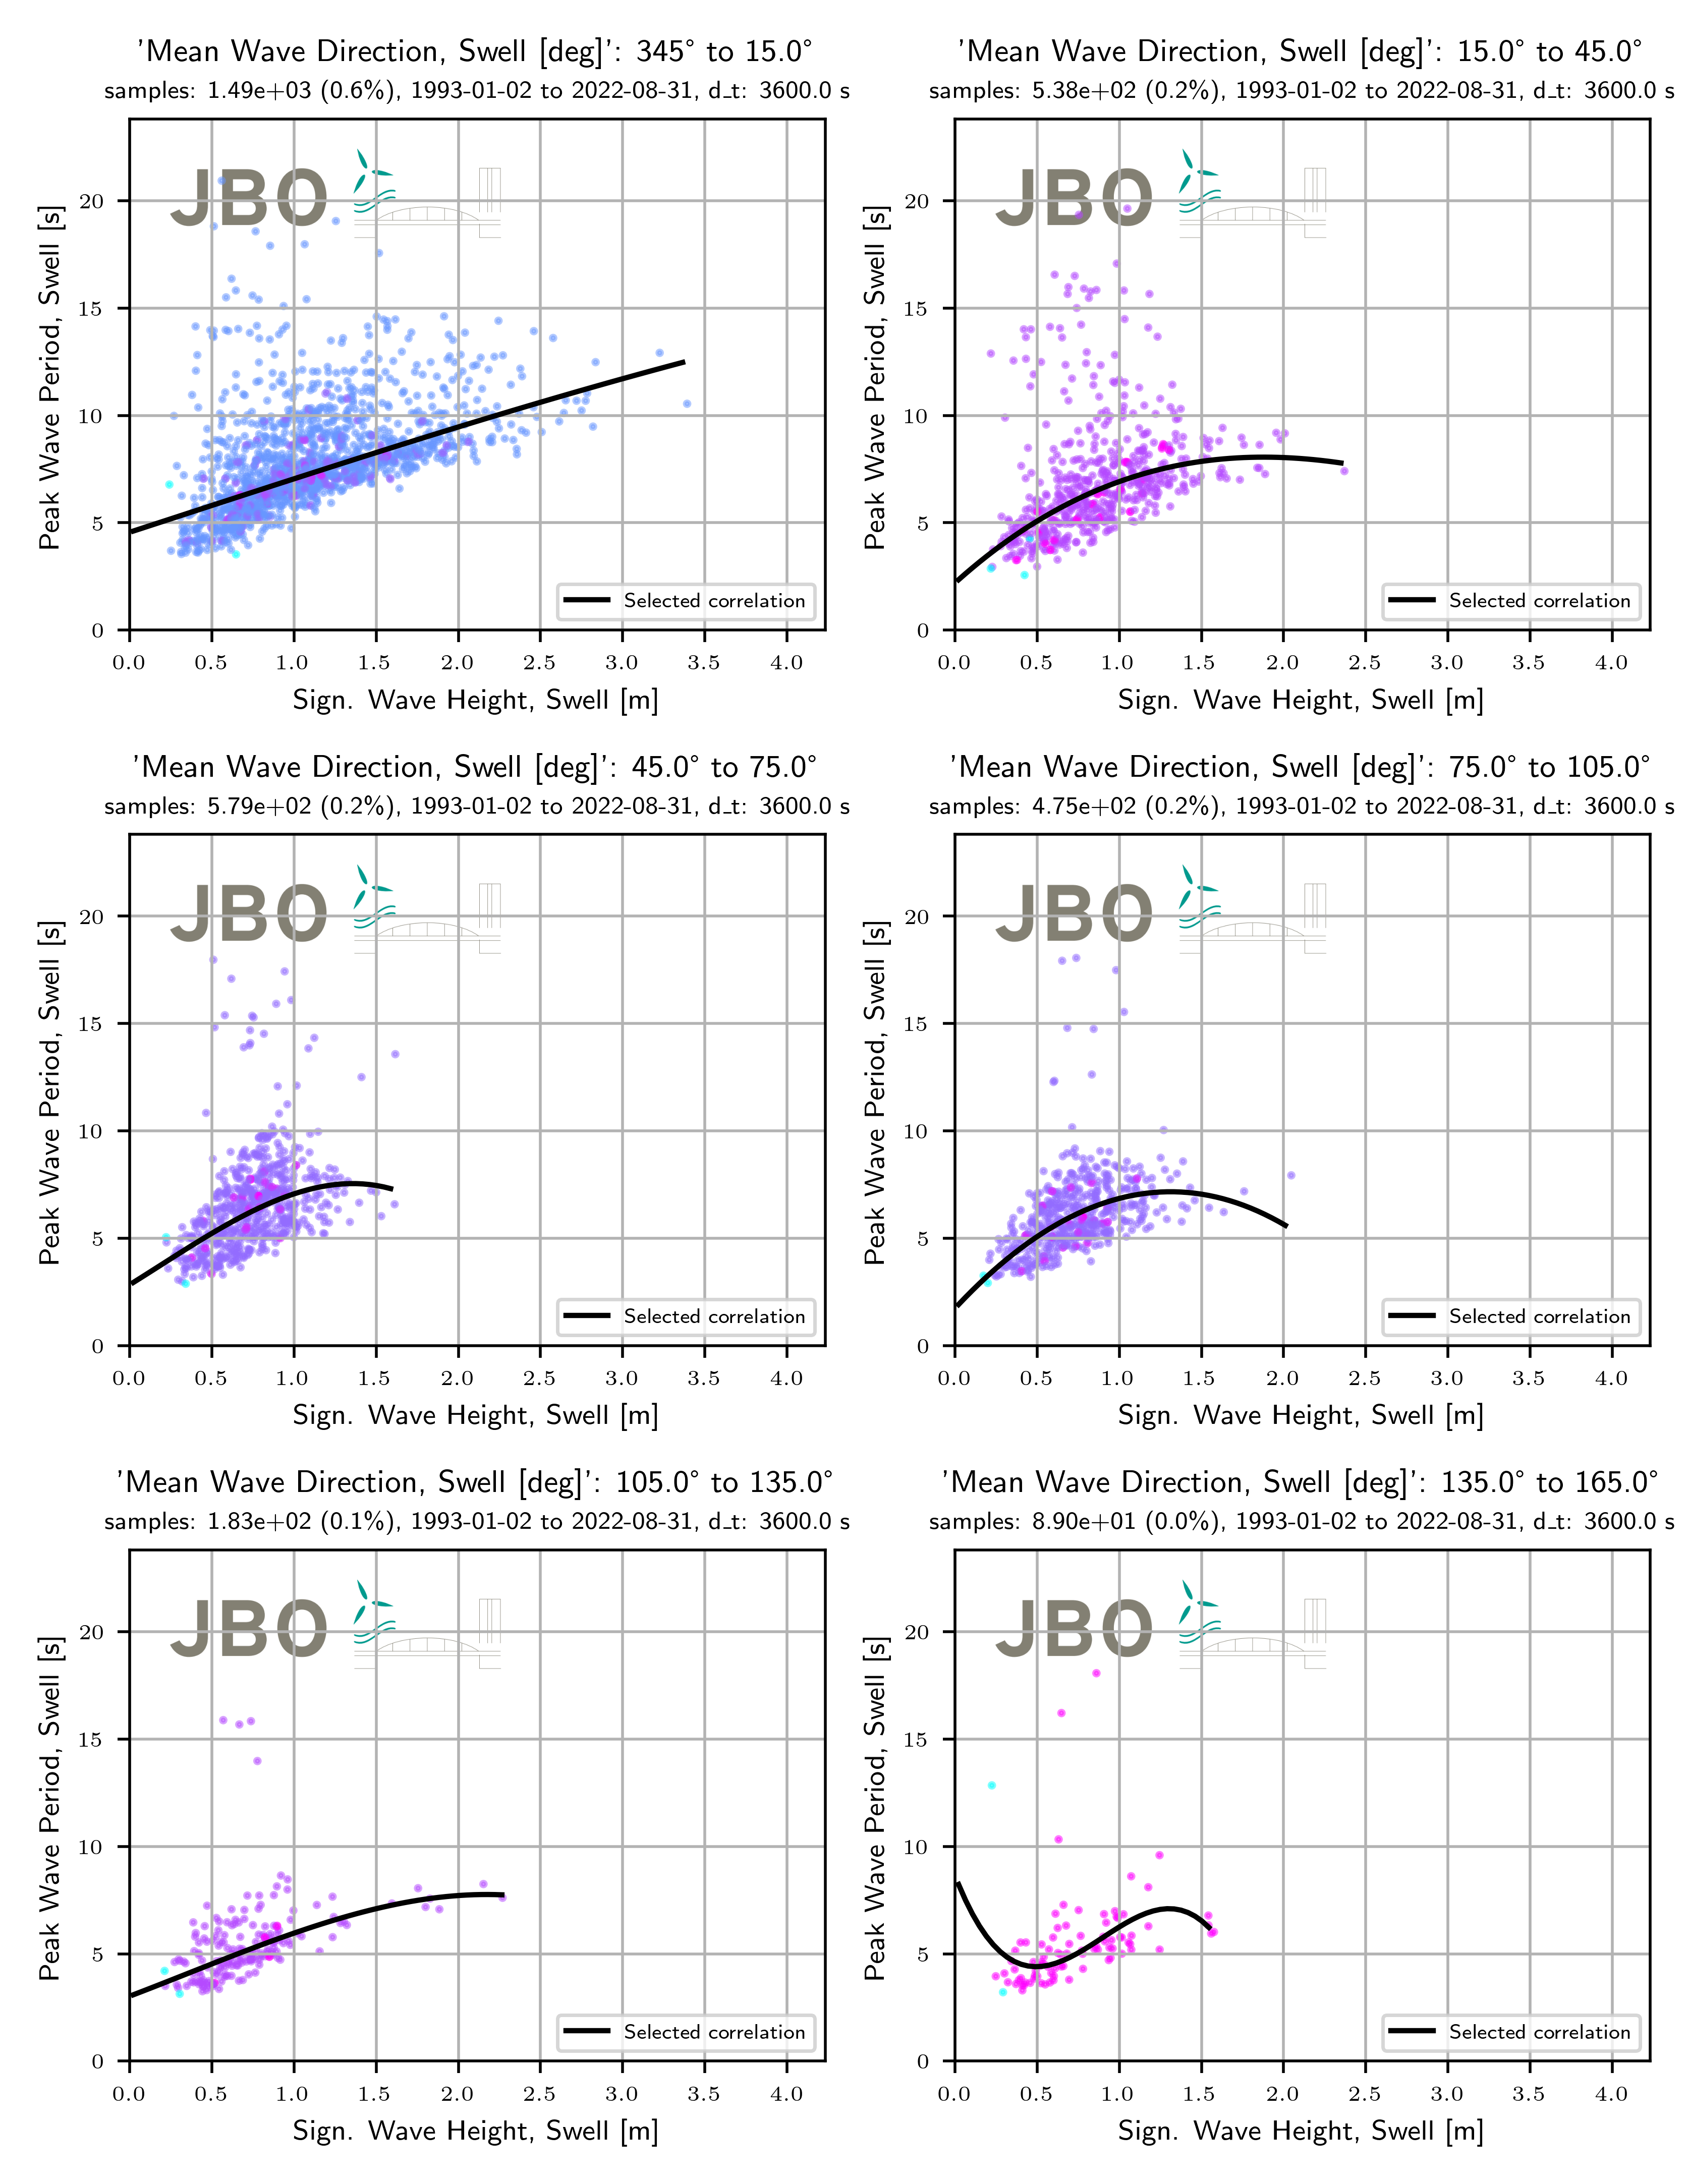 'Mean Wave Direction, Swell [deg]': 345° to 15.0°
samples: 1.49e+03 (0.6%), 1993-01-02 to 2022-08-31, d_t: 3600.0 s
JBO
Peak Wave Period, Swell [s]
20
15
10
5
0
Selected correlation
0.0 0.5 1.0 1.5 2.0 2.5 3.0 3.5 4.0
Sign. Wave Height, Swell [m]
'Mean Wave Direction, Swell [deg]': 15.0° to 45.0°
samples: 5.38e+02 (0.2%), 1993-01-02 to 2022-08-31, d_t: 3600.0 s
JBO
Peak Wave Period, Swell [s]
20
15
10
5
0
Selected correlation
0.0 0.5 1.0 1.5 2.0 2.5 3.0 3.5 4.0
Sign. Wave Height, Swell [m]
'Mean Wave Direction, Swell [deg]': 45.0° to 75.0°
samples: 5.79e+02 (0.2%), 1993-01-02 to 2022-08-31, d_t: 3600.0 s
JBO
Peak Wave Period, Swell [s]
20
15
10
5
0
Selected correlation
0.0 0.5 1.0 1.5 2.0 2.5 3.0 3.5 4.0
Sign. Wave Height, Swell [m]
'Mean Wave Direction, Swell [deg]': 75.0° to 105.0°
samples: 4.75e+02 (0.2%), 1993-01-02 to 2022-08-31, d_t: 3600.0 s
JBO
Peak Wave Period, Swell [s]
20
15
10
5
0
Selected correlation
0.0 0.5 1.0 1.5 2.0 2.5 3.0 3.5 4.0
Sign. Wave Height, Swell [m]
'Mean Wave Direction, Swell [deg]': 105.0° to 135.0°
samples: 1.83e+02 (0.1%), 1993-01-02 to 2022-08-31, d_t: 3600.0 s
JBO
Peak Wave Period, Swell [s]
20
15
10
5
0
Selected correlation
0.0 0.5 1.0 1.5 2.0 2.5 3.0 3.5 4.0
Sign. Wave Height, Swell [m]
'Mean Wave Direction, Swell [deg]': 135.0° to 165.0°
samples: 8.90e+01 (0.0%), 1993-01-02 to 2022-08-31, d_t: 3600.0 s
JBO
Peak Wave Period, Swell [s]
20
15
10
5
0
Selected correlation
0.0 0.5 1.0 1.5 2.0 2.5 3.0 3.5 4.0
Sign. Wave Height, Swell [m]